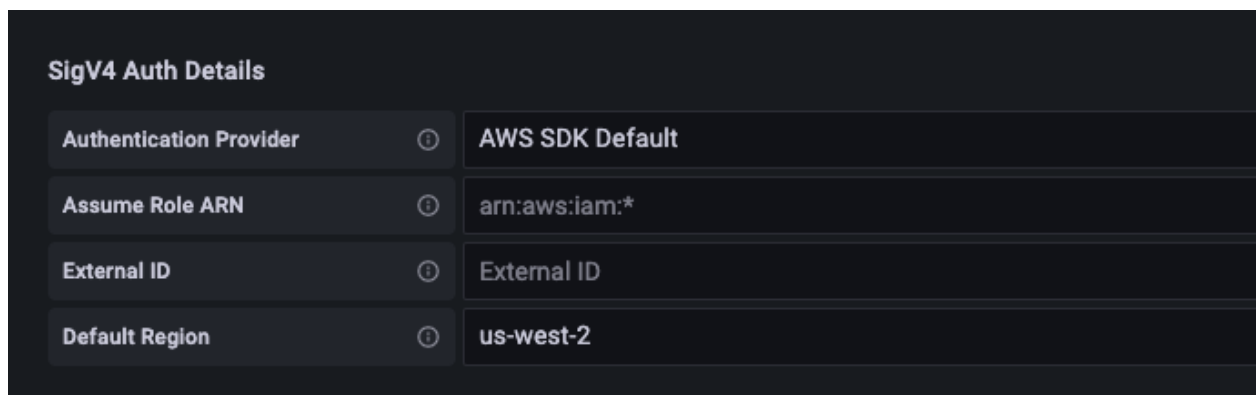 SigV4 Auth Details
Authentication Provider AWS SDK Default
Assume Role ARN arn:aws:iam:*
External ID External ID
Default Region us-west-2